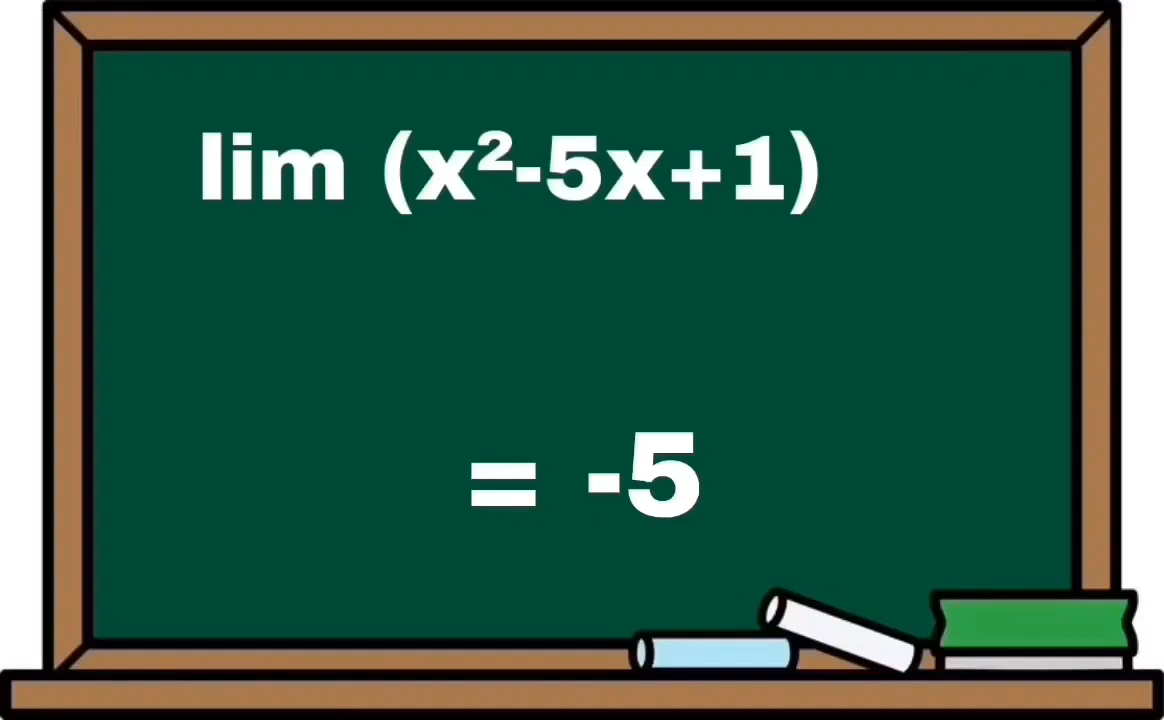 lim (x²-5x+1)
= -5